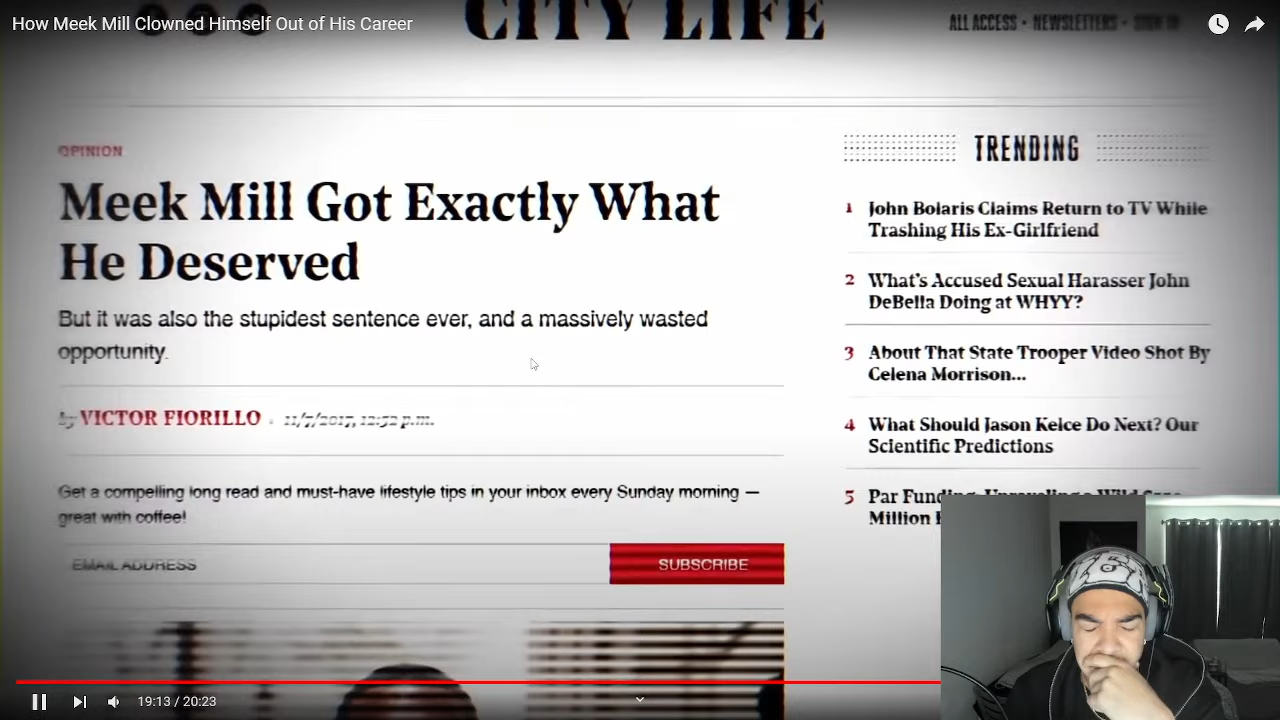 How Meek Mill Clowned Himself Out of His Career
CITY LIFE
ALL ACCESS • NEWSLETTERS • SIGN IN
OPINION
Meek Mill Got Exactly What
He Deserved
But it was also the stupidest sentence ever, and a massively wasted
opportunity.
by VICTOR FIORILLO • 11/7/2017, 12:52 p.m.
Get a compelling long read and must-have lifestyle tips in your inbox every Sunday morning —
great with coffee!
EMAIL ADDRESS
SUBSCRIBE
TRENDING
1 John Bolaris Claims Return to TV While
Trashing His Ex-Girlfriend
2 What's Accused Sexual Harasser John
DeBella Doing at WHYY?
3 About That State Trooper Video Shot By
Celena Morrison...
4 What Should Jason Kelce Do Next? Our
Scientific Predictions
5 Par Funding, Unraveling a Wild Case
Million
19:13 / 20:23